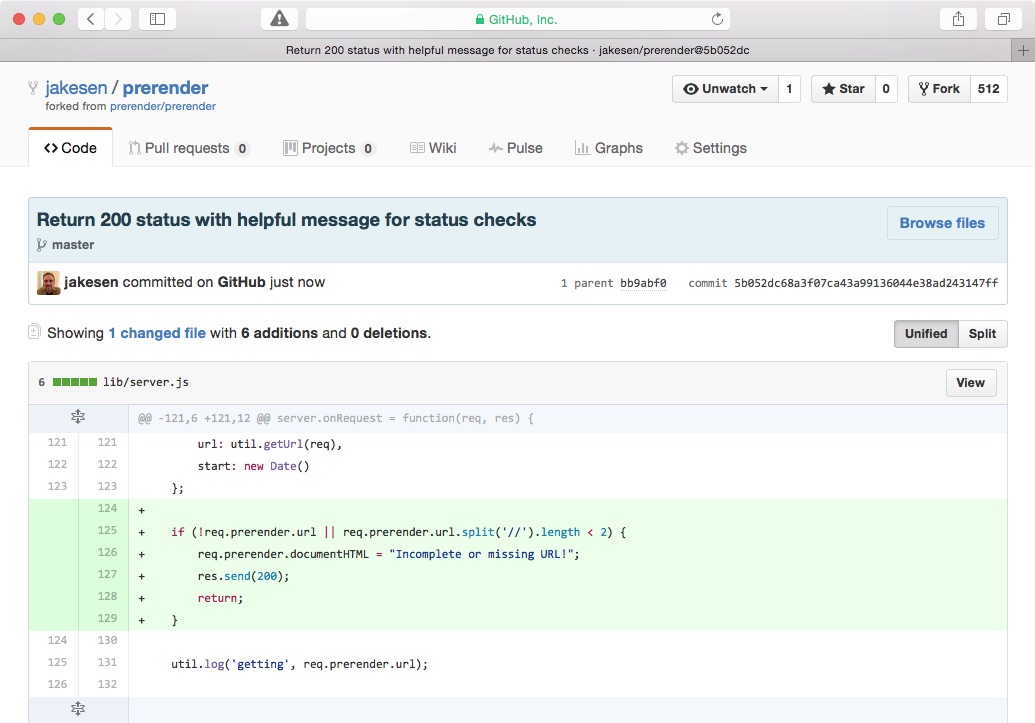 GitHub, Inc.
Return 200 status with helpful message for status checks · jakesen/prerender@5b052dc
jakesen / prerender
Unwatch 1 Star 0 Fork 512
forked from prerender/prerender
Code Pull requests 0 Projects 0 Wiki Pulse Graphs Settings
Return 200 status with helpful message for status checks
Browse files
master
jakesen committed on GitHub just now 1 parent bb9abf0 commit 5b052dc68a3f07ca43a99136044e38ad243147ff
Showing 1 changed file with 6 additions and 0 deletions. Unified Split
6 lib/server.js View
@@ -121,6 +121,12 @@ server.onRequest = function(req, res) {
121 121 url: util.getUrl(req),
122 122 start: new Date()
123 123 };
124 +
125 + if (!req.prerender.url || req.prerender.url.split('//').length < 2) {
126 + req.prerender.documentHTML = "Incomplete or missing URL!";
127 + res.send(200);
128 + return;
129 + }
124 130
125 131 util.log('getting', req.prerender.url);
126 132